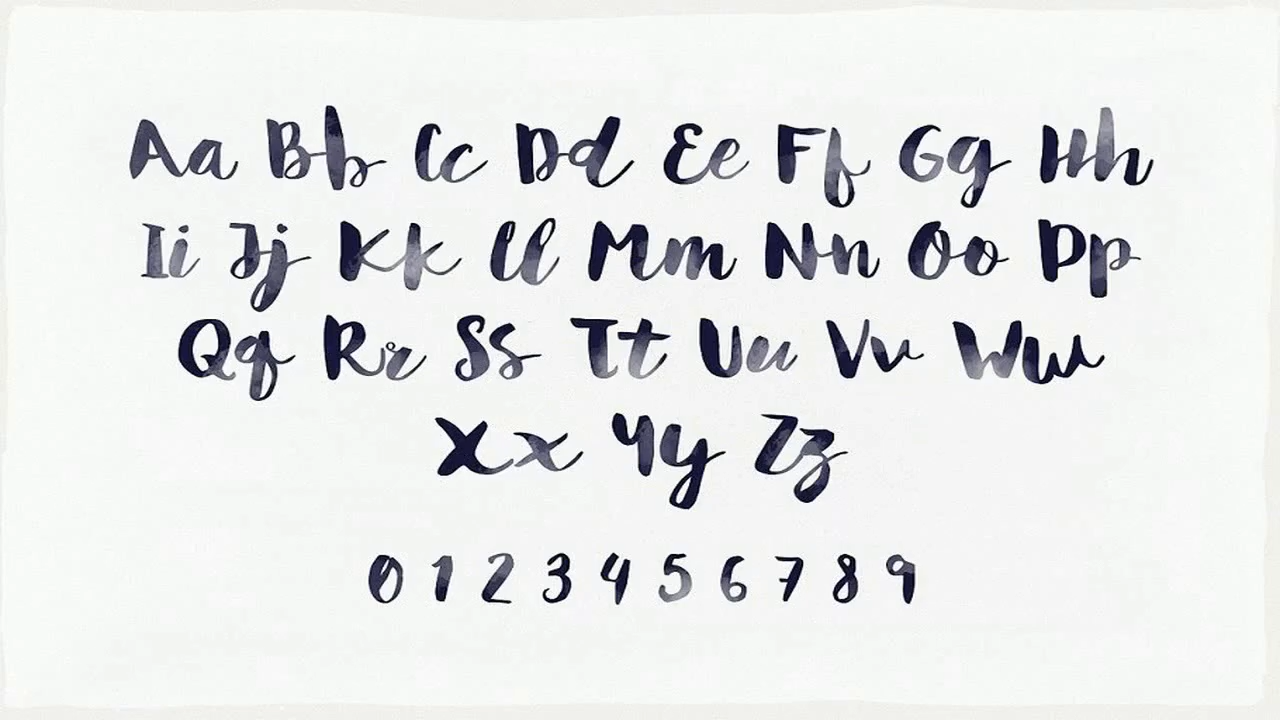 Aa Bb Cc Dd Ee Ff Gg Hh
Ii Jj Kk Ll Mm Nn Oo Pp
Qq Rr Ss Tt Uu Vv Ww
Xx Yy Zz
0 1 2 3 4 5 6 7 8 9